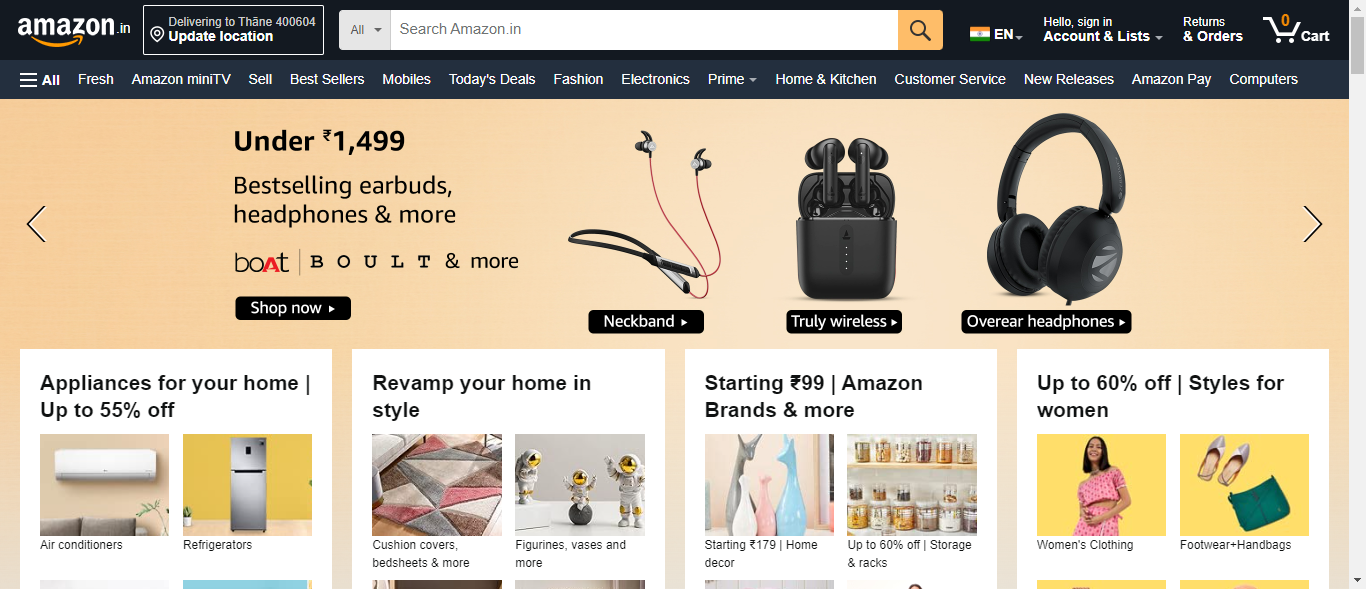 amazon.in
Delivering to Thāne 400604
Update location
All
Search Amazon.in
EN
Hello, sign in
Account & Lists
Returns
& Orders
0
Cart
All
Fresh
Amazon miniTV
Sell
Best Sellers
Mobiles
Today's Deals
Fashion
Electronics
Prime
Home & Kitchen
Customer Service
New Releases
Amazon Pay
Computers
Under ₹1,499
Bestselling earbuds,
headphones & more
boAt | BOULT & more
Shop now
Neckband
Truly wireless
Overear headphones
Appliances for your home |
Up to 55% off
Air conditioners
Refrigerators
Revamp your home in
style
Cushion covers,
bedsheets & more
Figurines, vases and
more
Starting ₹99 | Amazon
Brands & more
Starting ₹179 | Home
decor
Up to 60% off | Storage
& racks
Up to 60% off | Styles for
women
Women's Clothing
Footwear+Handbags